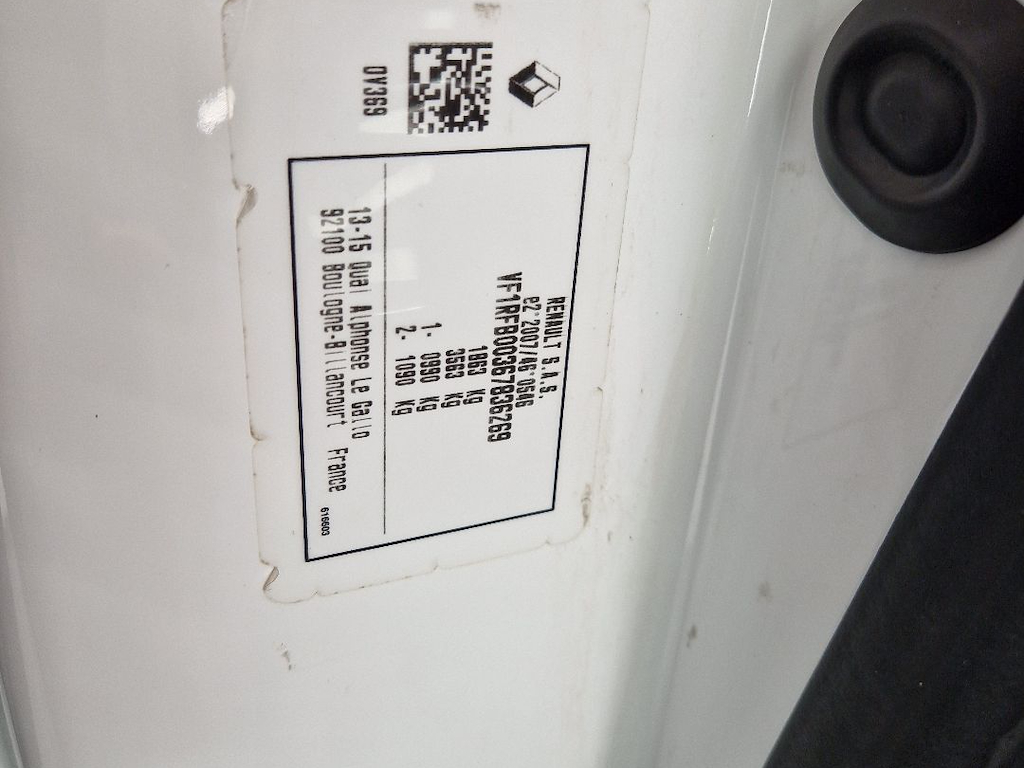 0V369
RENAULT S.A.S.
e2*2007/46*0546
VF1RFB00367836269
1863 Kg
3563 Kg
1- 0990 Kg
2- 1090 Kg
13-15 Quai Alphonse Le Gallo
92100 Boulogne-Billancourt France
616603